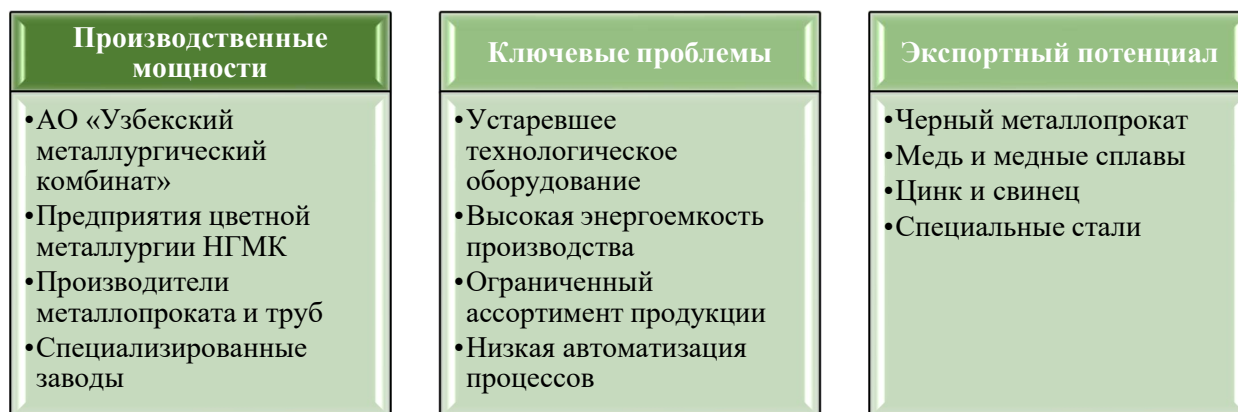 Производственные
мощности
•АО «Узбекский
металлургический
комбинат»
•Предприятия цветной
металлургии НГМК
•Производители
металлопроката и труб
•Специализированные
заводы
Ключевые проблемы
•Устаревшее
технологическое
оборудование
•Высокая энергоемкость
производства
•Ограниченный
ассортимент продукции
•Низкая автоматизация
процессов
Экспортный потенциал
•Черный металлопрокат
•Медь и медные сплавы
•Цинк и свинец
•Специальные стали